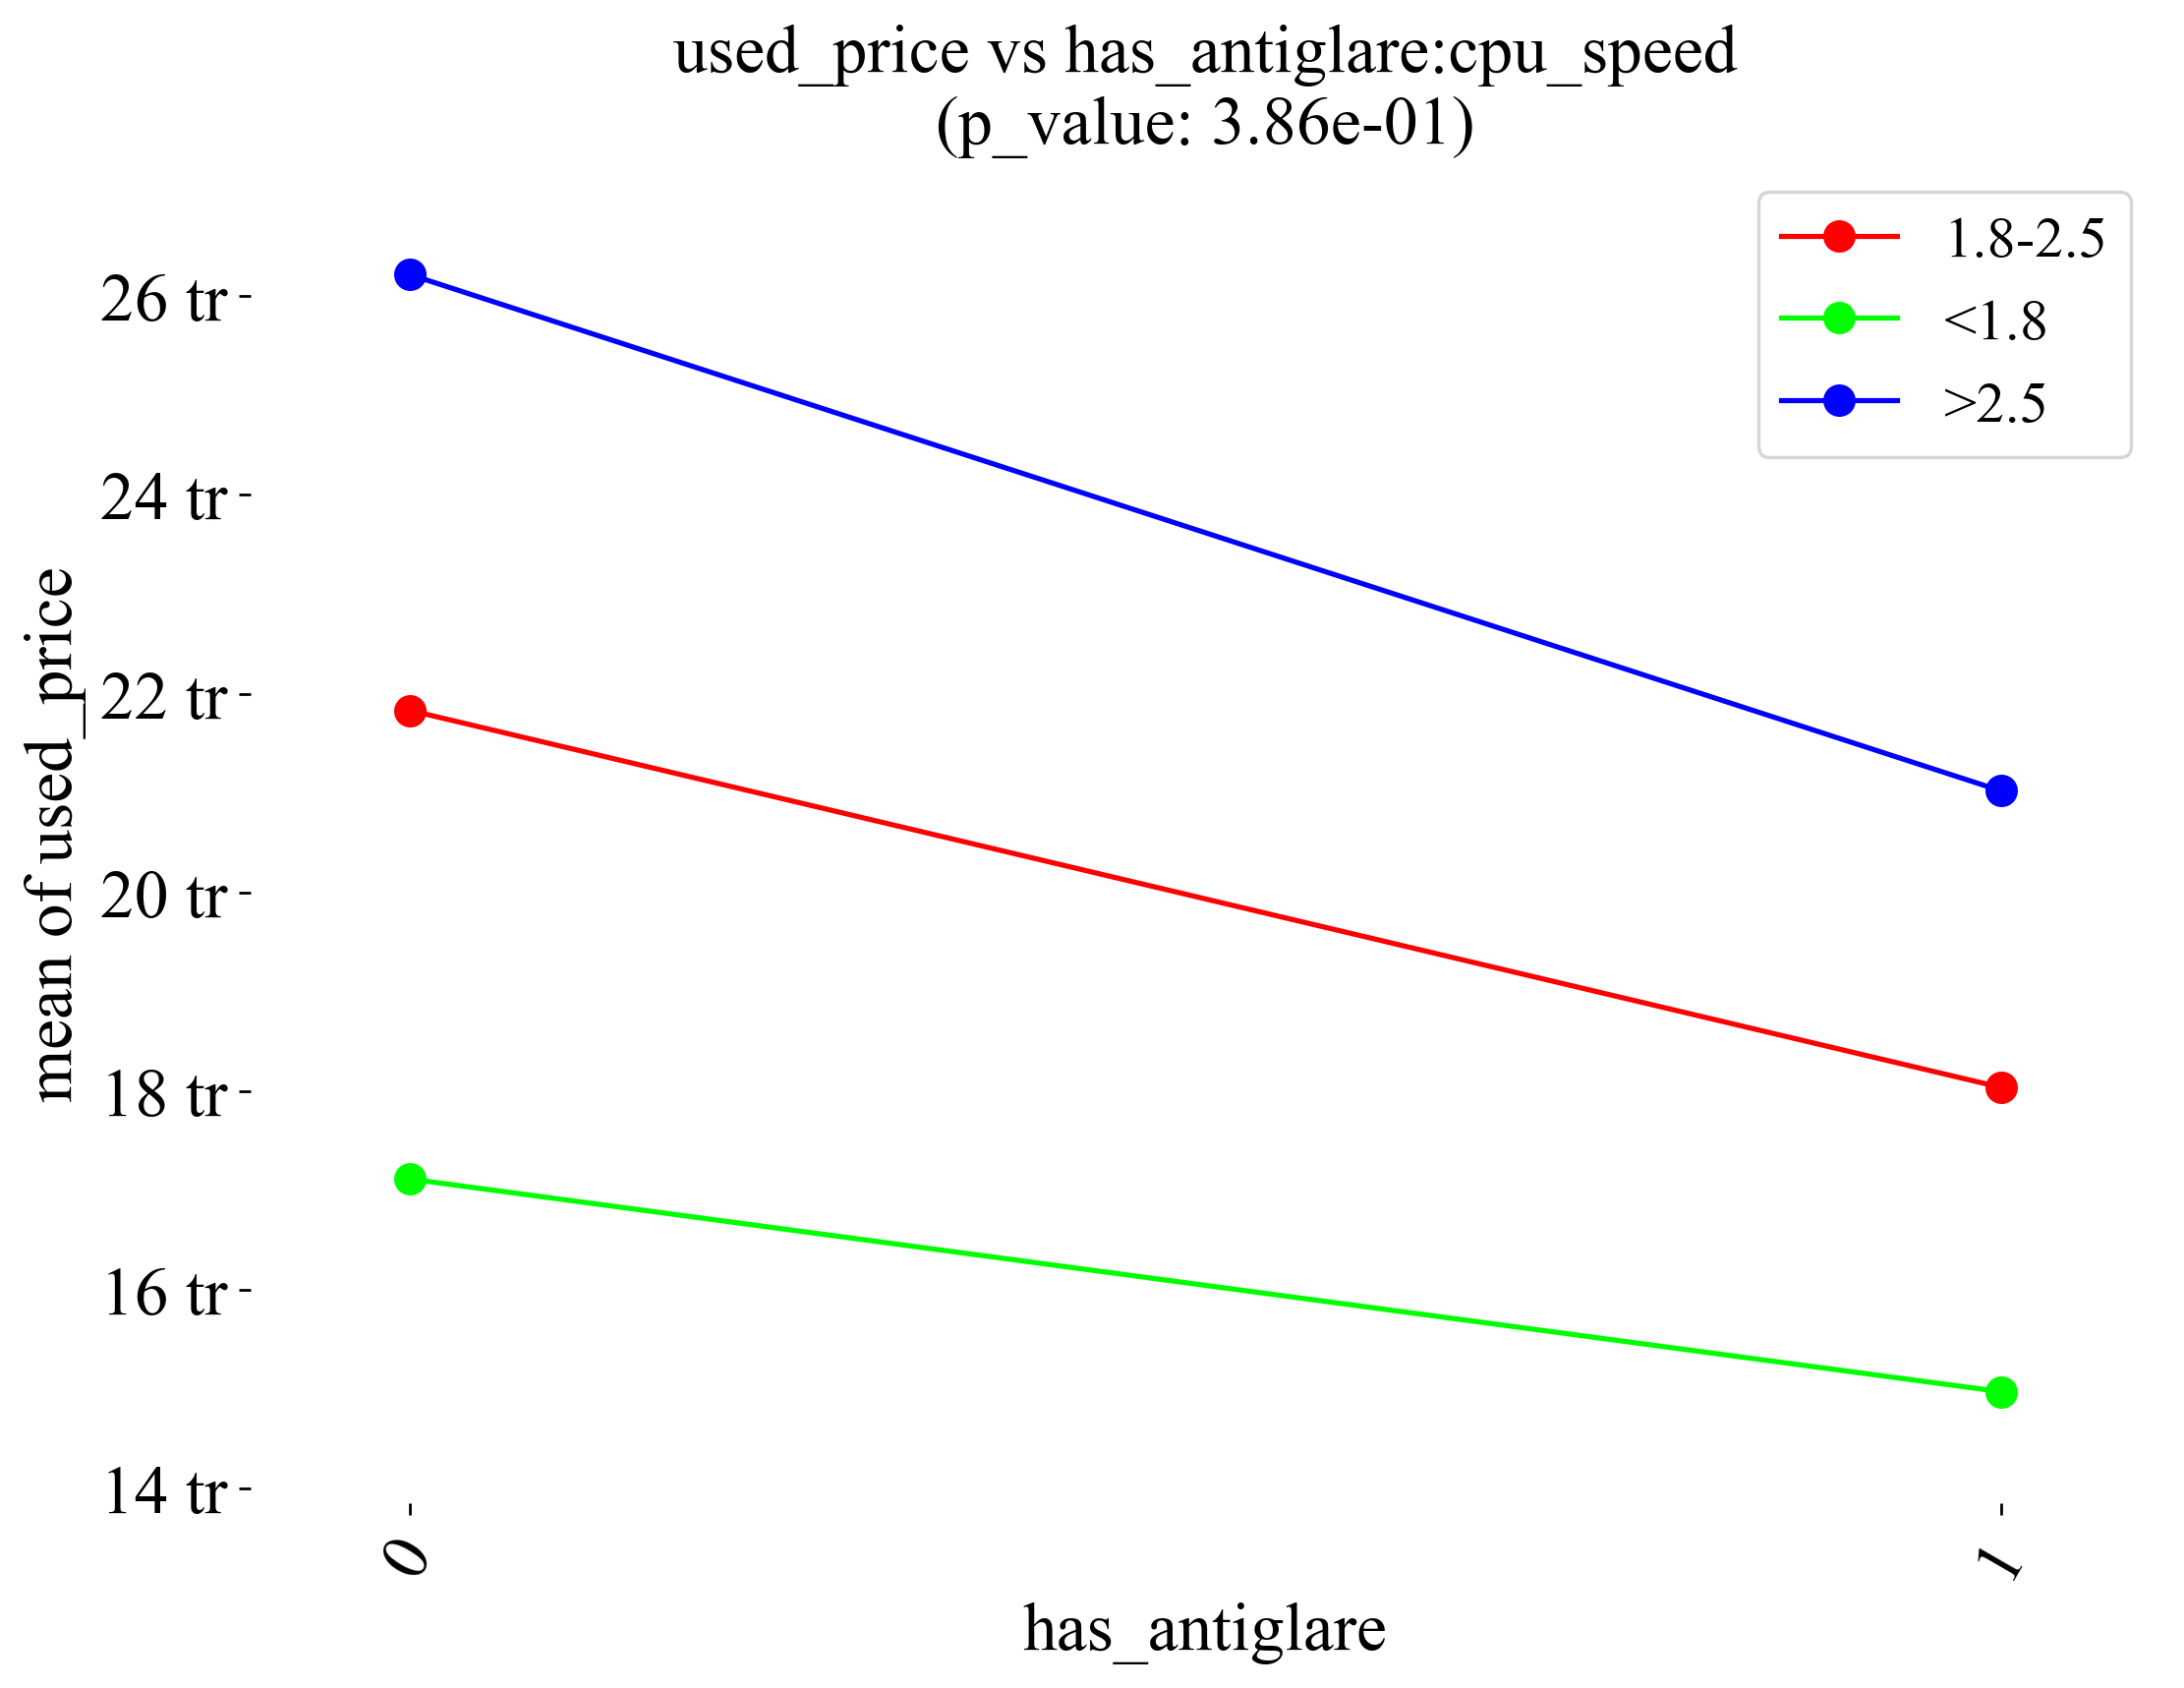 used_price vs has_antiglare:cpu_speed
(p_value: 3.86e-01)
1.8-2.5
<1.8
>2.5
26 tr
24 tr
22 tr
20 tr
18 tr
16 tr
14 tr
mean of used_price
0
1
has_antiglare